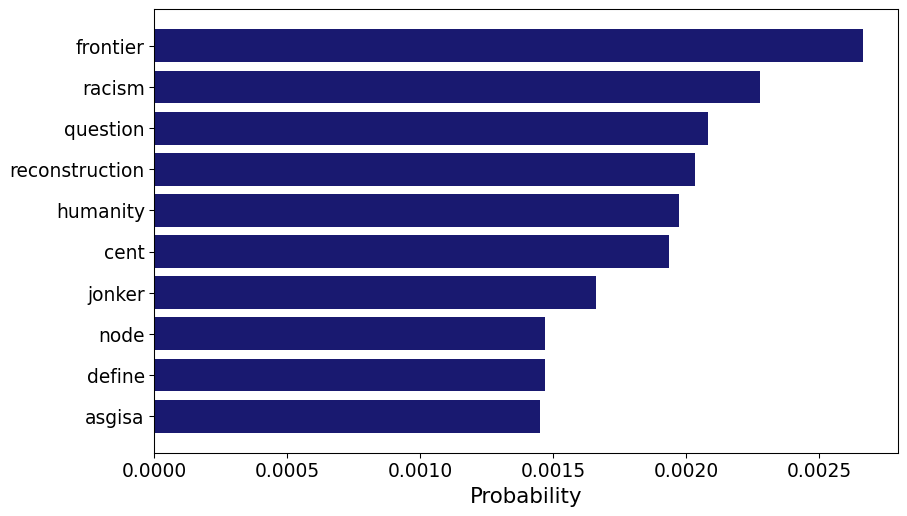 frontier
racism
question
reconstruction
humanity
cent
jonker
node
define
asgisa
0.0000 0.0005 0.0010 0.0015 0.0020 0.0025
Probability